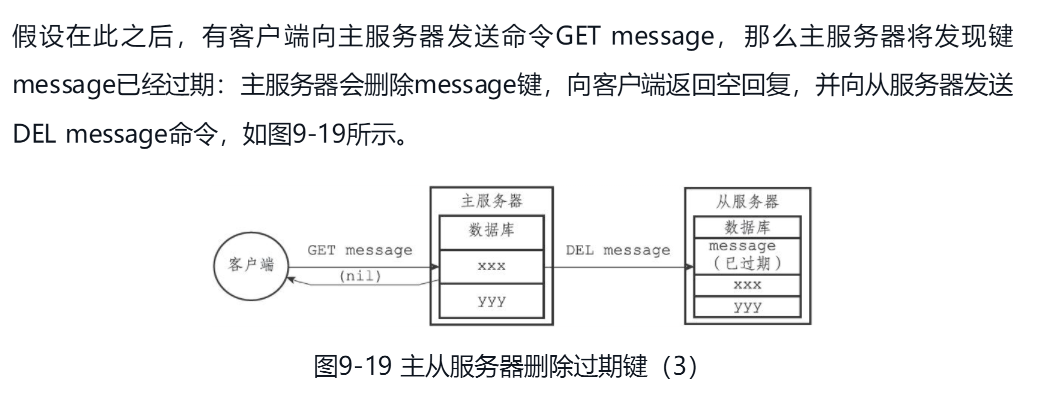 假设在此之后，有客户端向主服务器发送命令GET message，那么主服务器将发现键
message已经过期：主服务器会删除message键，向客户端返回空回复，并向从服务器发送
DEL message命令，如图9-19所示。
主服务器
从服务器
数据库
数据库
GET message
DEL message
message
（已过期）
客户端
xxx
(nil)
xxx
yyy
yyy
图9-19 主从服务器删除过期键（3）